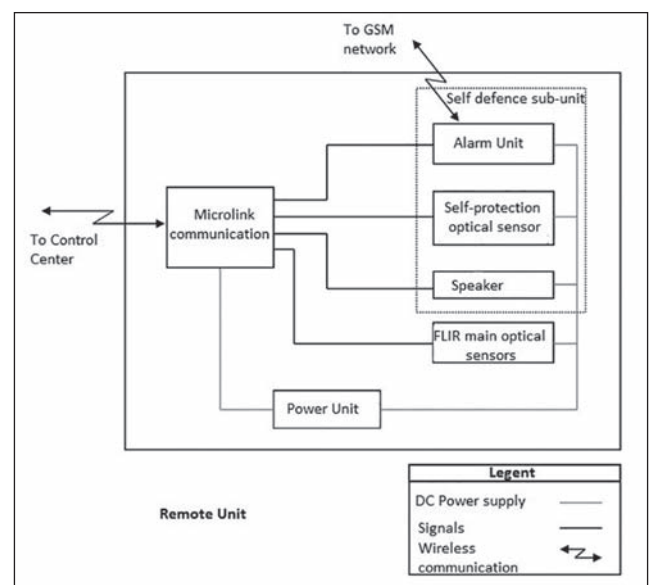 To GSM
network
Self defence sub-unit
Alarm Unit
Microlink
communication
Self-protection
optical sensor
To Control
Center
Speaker
FLIR main optical
sensors
Power Unit
Remote Unit
Legent
DC Power supply
Signals
Wireless
communication